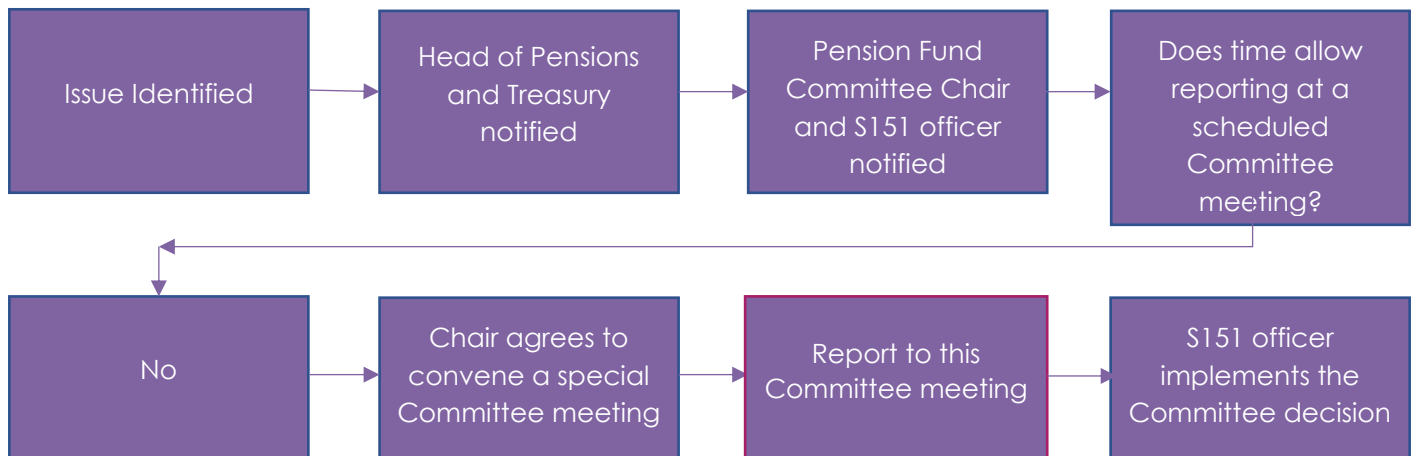 Issue Identified
Head of Pensions
and Treasury
notified
Pension Fund
Committee Chair
and S151 officer
notified
Does time allow
reporting at a
scheduled
Committee
meeting?
No
Chair agrees to
convene a special
Committee meeting
Report to this
Committee meeting
S151 officer
implements the
Committee decision